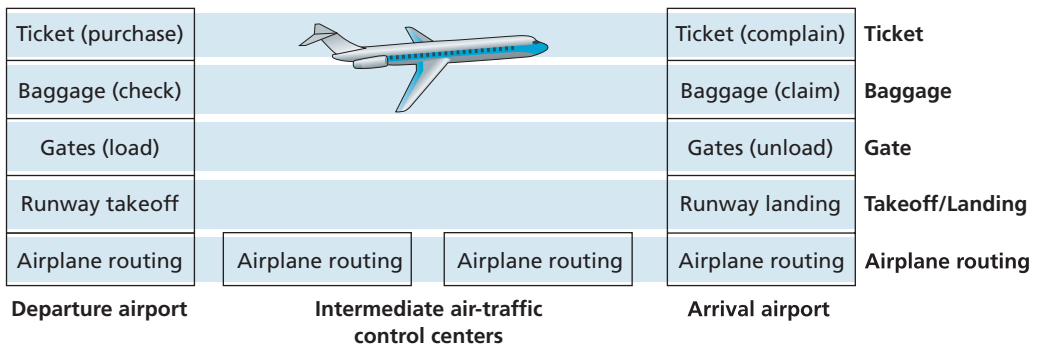 Ticket (purchase)
Ticket (complain)
Ticket
Baggage (check)
Baggage (claim)
Baggage
Gates (load)
Gates (unload)
Gate
Runway takeoff
Runway landing
Takeoff/Landing
Airplane routing
Airplane routing
Airplane routing
Airplane routing
Airplane routing
Departure airport
Intermediate air-traffic
control centers
Arrival airport